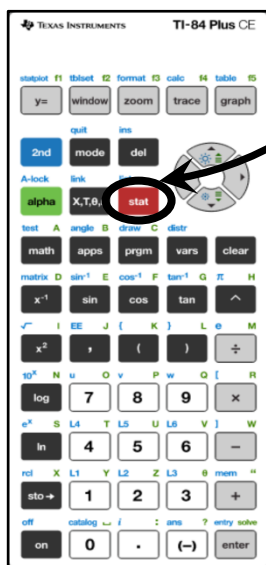 TEXAS INSTRUMENTS TI-84 Plus CE
statplot f1 tblset f2 format f3 calc f4 table f5
y= window zoom trace graph
quit ins
2nd mode del
A-lock link
alpha X,T,θ, stat
test A angle B draw C distr
math apps prgm vars clear
matrix D sin⁻¹ E cos⁻¹ F tan⁻¹ G π H
x⁻¹ sin cos tan ^
√‾ I EE J { K } L e M
x² , ( ) ÷
10ˣ N u O v P w Q [ R
log 7 8 9 ×
eˣ S L4 T L5 U L6 V ] W
ln 4 5 6 −
rcl X L1 Y L2 Z L3 θ mem "
sto→ 1 2 3 +
off catalog ⎵ i : ans ? entry solve
on 0 . (−) enter